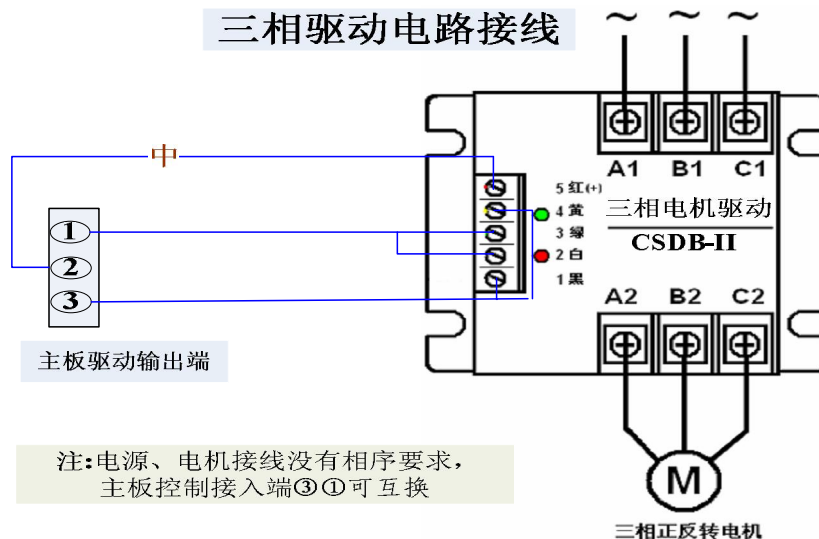 三相驱动电路接线
~ ~ ~
中
A1 B1 C1
5 红(+)
4 黄
3 绿
2 白
1 黑
三相电机驱动
CSDB-II
①
②
③
A2 B2 C2
主板驱动输出端
注:电源、电机接线没有相序要求，
主板控制接入端③①可互换
M
三相正反转电机